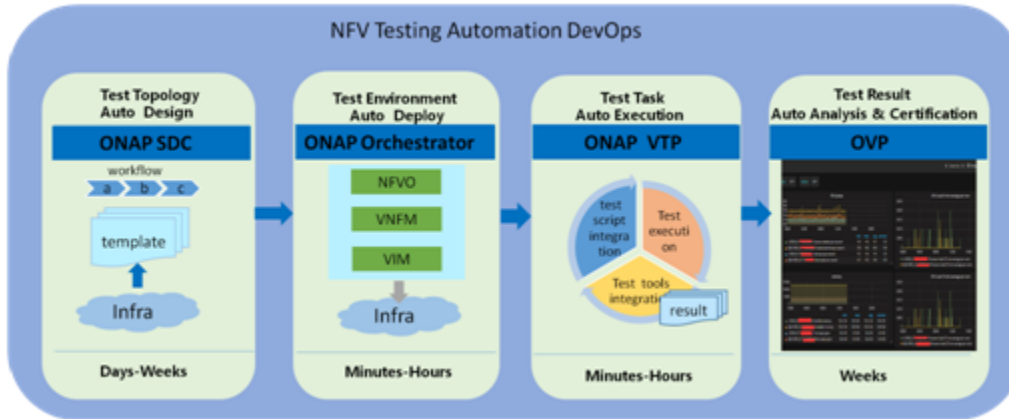 NFV Testing Automation DevOps
Test Topology
Auto Design
ONAP SDC
workflow
a b c
template
Infra
Days-Weeks
Test Environment
Auto Deploy
ONAP Orchestrator
NFVO
VNFM
VIM
Infra
Minutes-Hours
Test Task
Auto Execution
ONAP VTP
test
script
integra
tion
Test
executi
on
Test tools
integration
result
Minutes-Hours
Test Result
Auto Analysis & Certification
OVP
Weeks